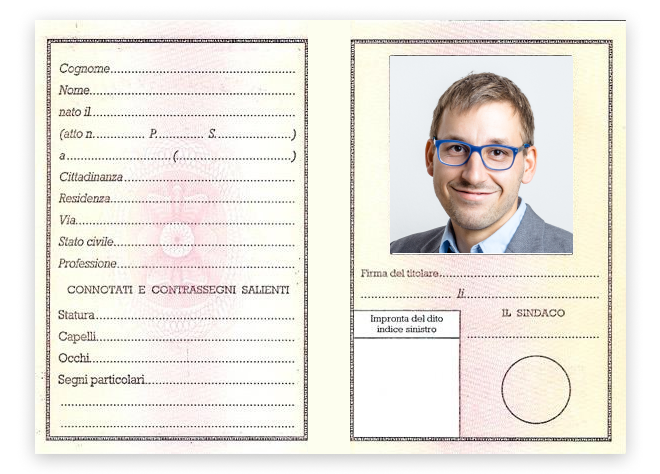 Cognome
Nome
nato il
(atto n. P. S. )
a ( )
Cittadinanza
Residenza
Via
Stato civile
Professione
CONNOTATI E CONTRASSEGNI SALIENTI
Statura
Capelli
Occhi
Segni particolari
Firma del titolare
li
Impronta del dito
indice sinistro
IL SINDACO